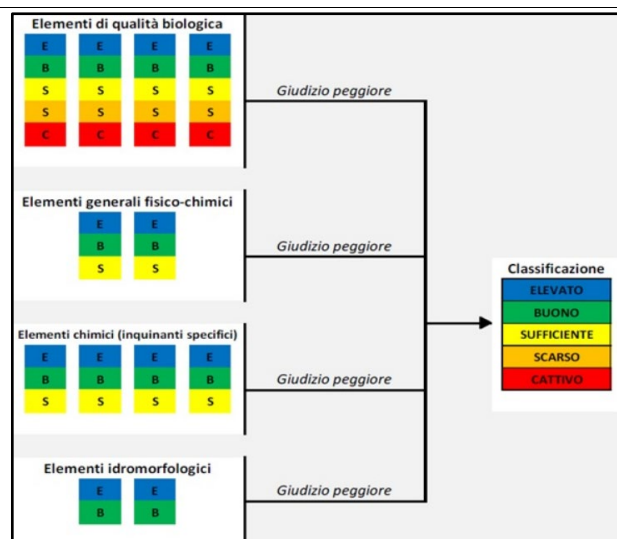 Elementi di qualità biologica
E E E E
B B B B
S S S S
S S S S
C C C C
Giudizio peggiore
Elementi generali fisico-chimici
E E
B B
S S
Giudizio peggiore
Elementi chimici (inquinanti specifici)
E E E E
B B B B
S S S S
Giudizio peggiore
Elementi idromorfologici
E E
B B
Giudizio peggiore
Classificazione
ELEVATO
BUONO
SUFFICIENTE
SCARSO
CATTIVO